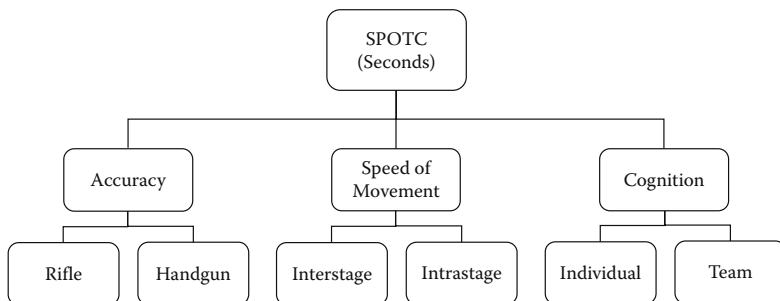 SPOTC
(Seconds)
Accuracy
Speed of
Movement
Cognition
Rifle
Handgun
Interstage
Intrastage
Individual
Team